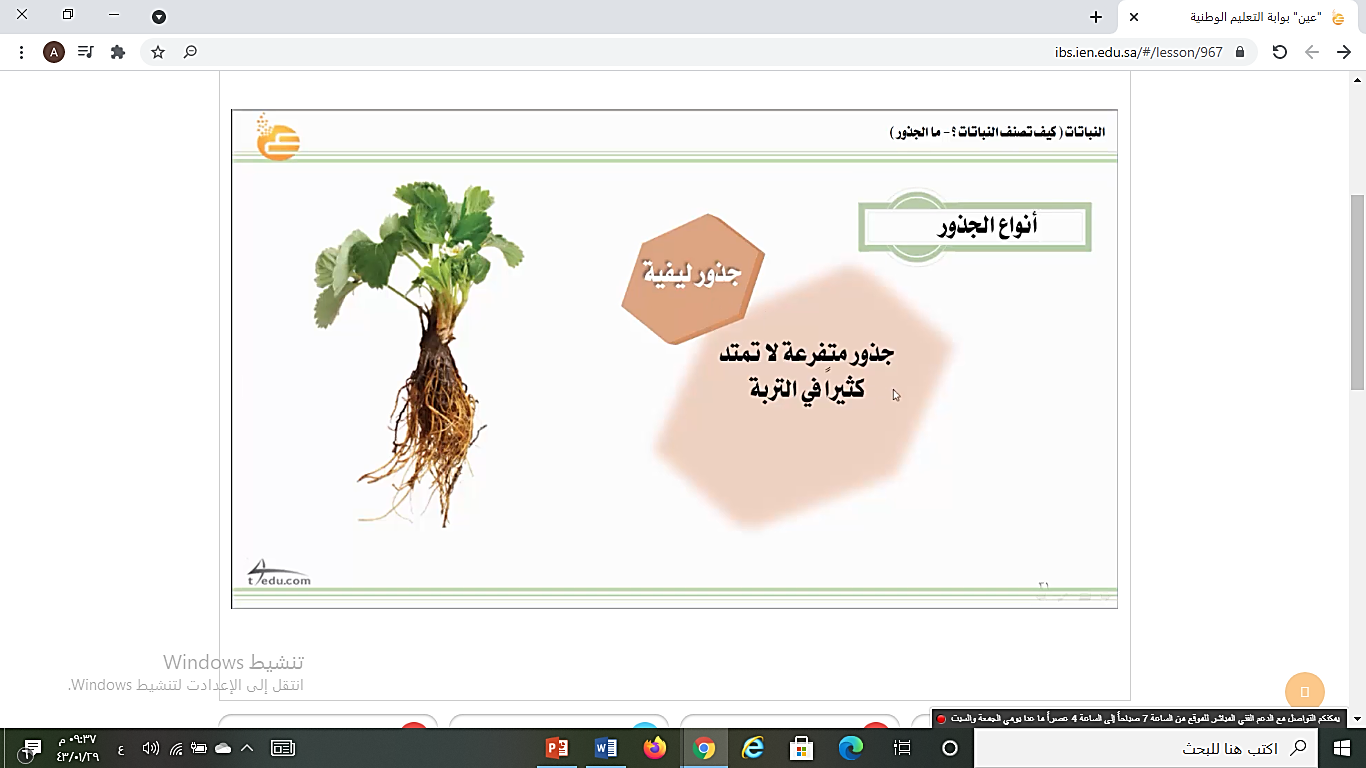 "عين" بوابة التعليم الوطنية
ibs.ien.edu.sa/#/lesson/967
A
النباتات ( كيف تصنف النباتات ؟ - ما الجذور )
أنواع الجذور
جذور ليفية
جذور متفرعة لا تمتد
كثيراً في التربة
edu.com
٣١
تنشيط Windows
انتقل إلى الإعدادت لتنشيط Windows.
يمكنكم التواصل مع الدعم الفني المباشر للموقع من الساعة 7 صباحاً إلى الساعة 4 عصراً ما عدا يومي الجمعة والسبت
اكتب هنا للبحث
ع
٠٩:٣٧ م
٤٣/٠١/٢٩